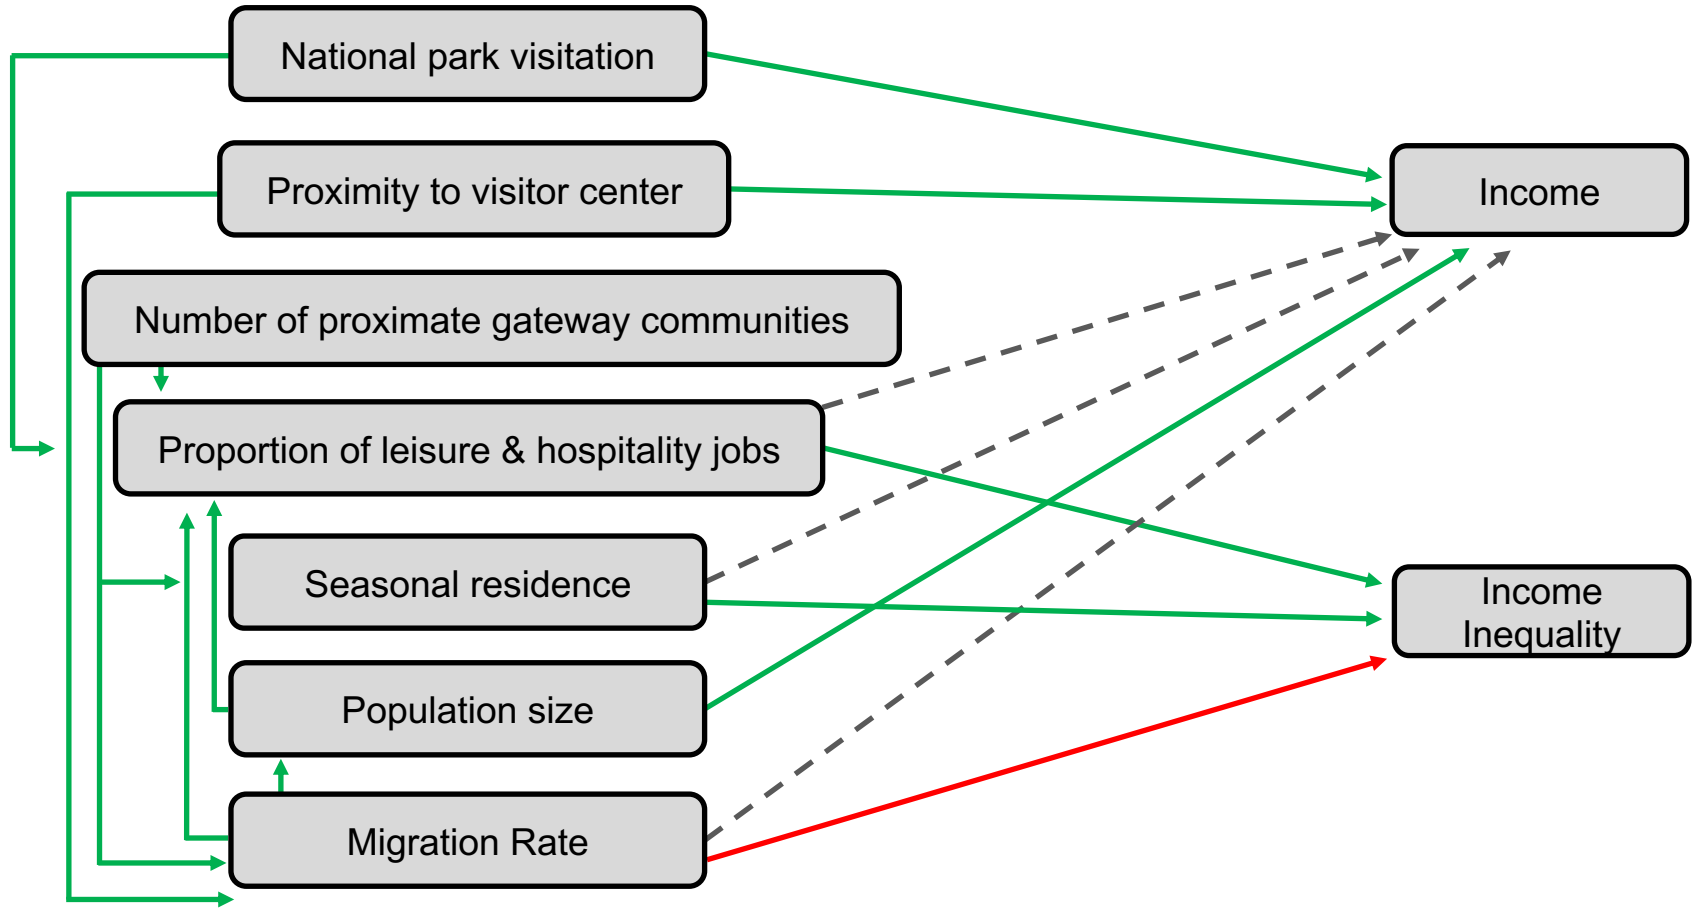 National park visitation
Proximity to visitor center
Income
Number of proximate gateway communities
Proportion of leisure & hospitality jobs
Seasonal residence
Income
Inequality
Population size
Migration Rate